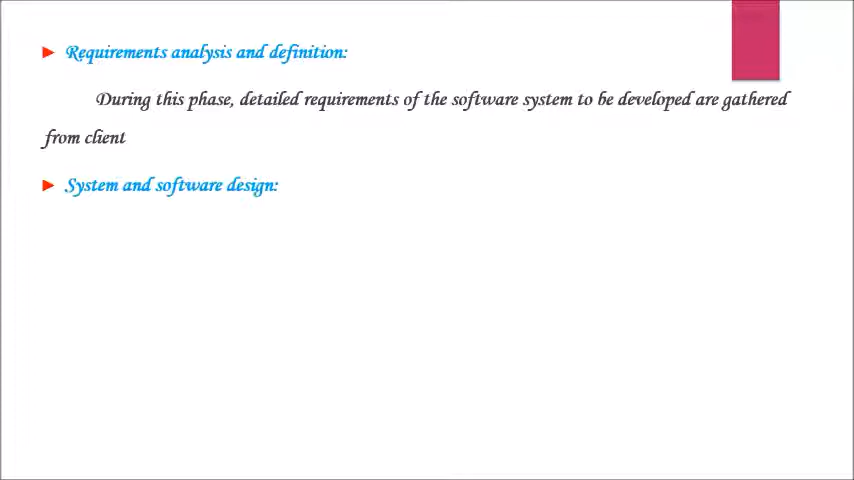 Requirements analysis and definition:
During this phase, detailed requirements of the software system to be developed are gathered
from client
System and software design: